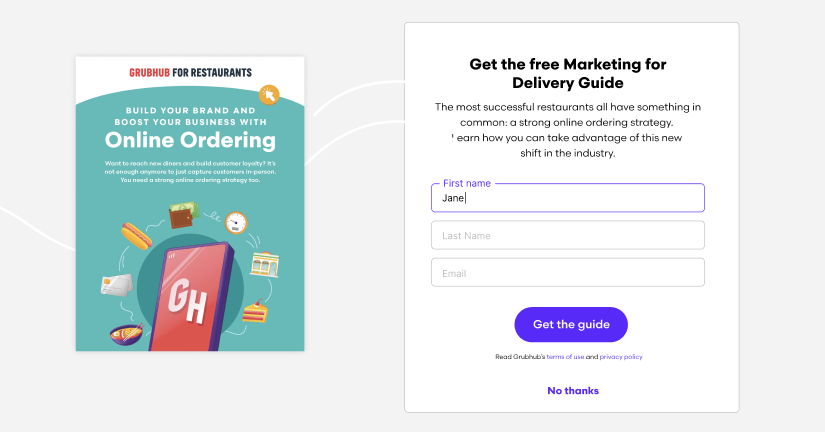 GRUBHUB FOR RESTAURANTS
BUILD YOUR BRAND AND
BOOST YOUR BUSINESS WITH
Online Ordering
Want to reach new diners and build customer loyalty? It's
not enough anymore to just capture customers in-person.
You need a strong online ordering strategy too.
GH
Get the free Marketing for
Delivery Guide
The most successful restaurants all have something in
common: a strong online ordering strategy.
earn how you can take advantage of this new
shift in the industry.
First name
Jane
Last Name
Email
Get the guide
Read Grubhub's terms of use and privacy policy
No thanks